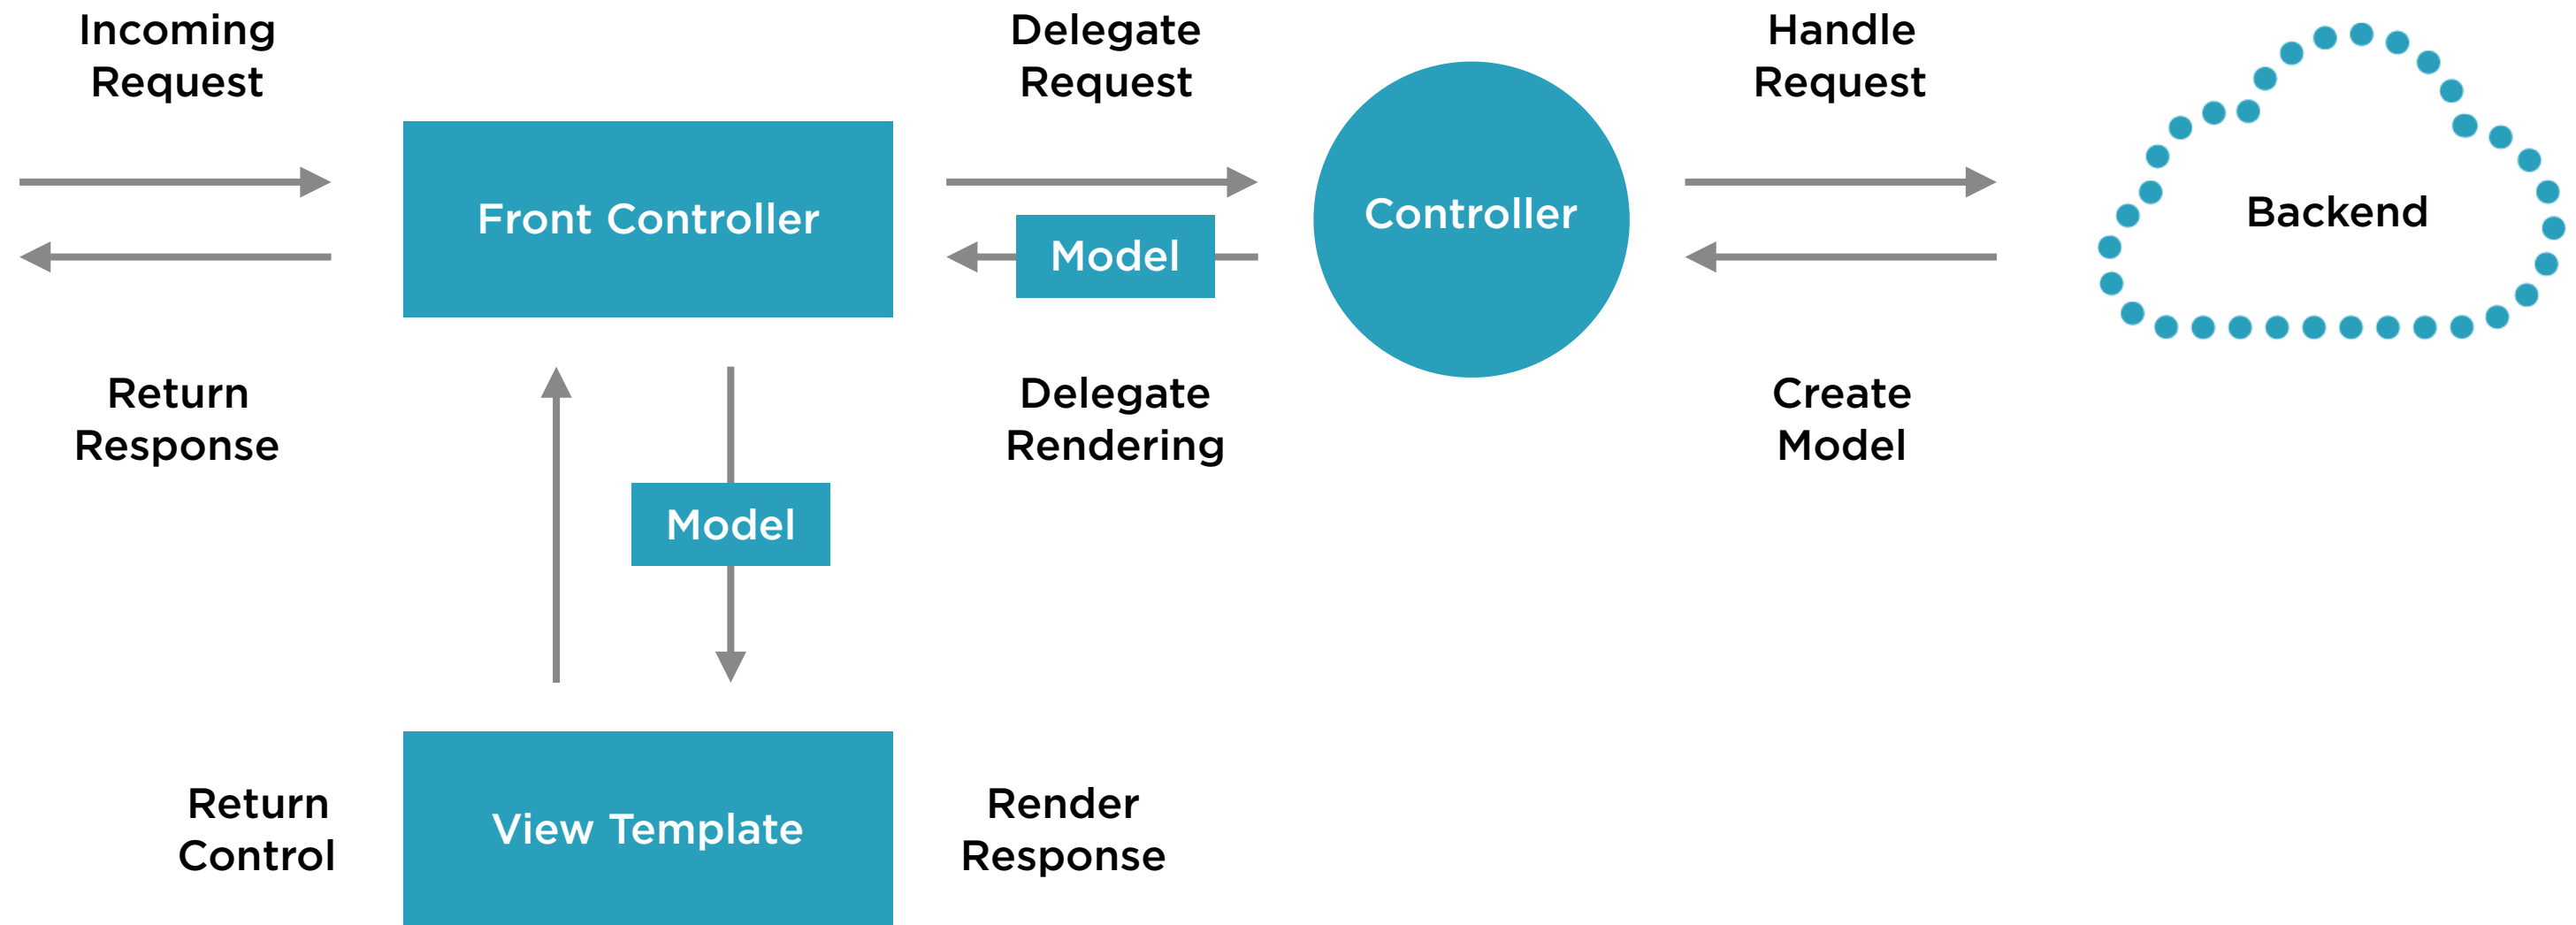 Incoming
Request
Delegate
Request
Handle
Request
Front Controller
Controller
Backend
Model
Return
Response
Delegate
Rendering
Create
Model
Model
Return
Control
View Template
Render
Response